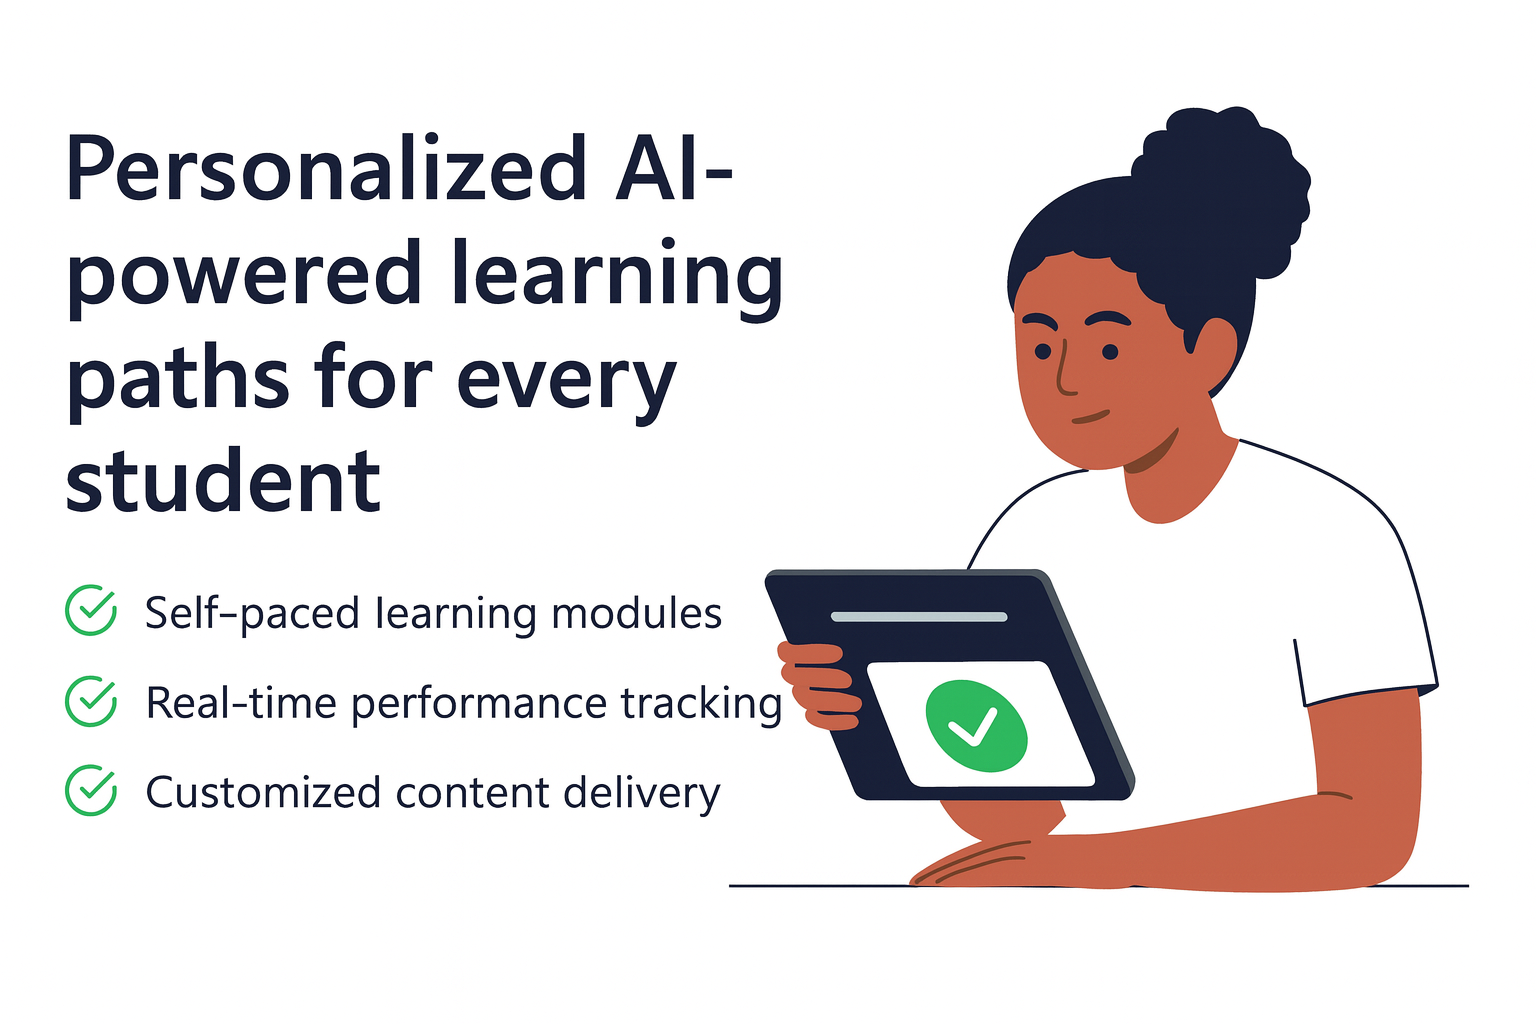 Personalized AI-
powered learning
paths for every
student
Self-paced learning modules
Real-time performance tracking
Customized content delivery